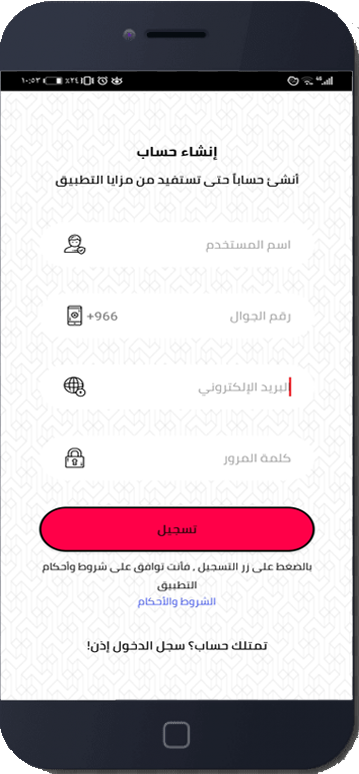 ١٠:٥٣ ٪٢٤
إنشاء حساب
أنشئ حساباً حتى تستفيد من مزايا التطبيق
اسم المستخدم
رقم الجوال +966
البريد الإلكتروني
كلمة المرور
تسجيل
بالضغط على زر التسجيل , فأنت توافق على شروط وأحكام
التطبيق
الشروط والأحكام
تمتلك حساب؟ سجل الدخول إذن!